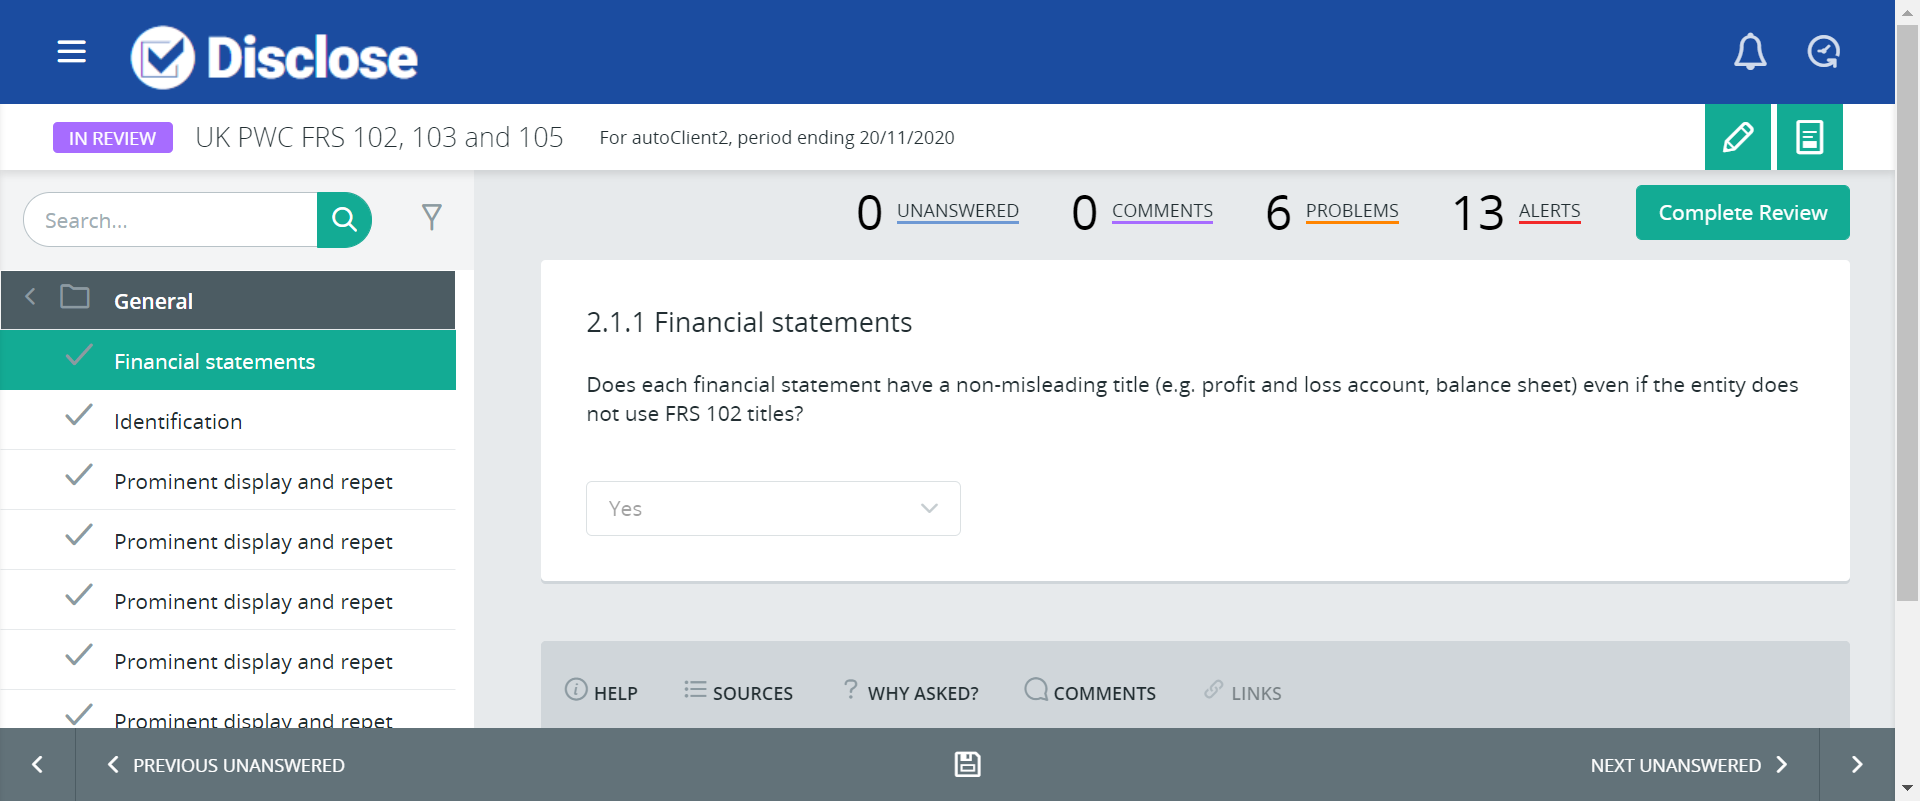 Disclose
IN REVIEW UK PWC FRS 102, 103 and 105 For autoClient2, period ending 20/11/2020
Search...
0 UNANSWERED 0 COMMENTS 6 PROBLEMS 13 ALERTS Complete Review
General
Financial statements
Identification
Prominent display and repet
Prominent display and repet
Prominent display and repet
Prominent display and repet
Prominent display and repet
2.1.1 Financial statements
Does each financial statement have a non-misleading title (e.g. profit and loss account, balance sheet) even if the entity does
not use FRS 102 titles?
Yes
HELP SOURCES WHY ASKED? COMMENTS LINKS
PREVIOUS UNANSWERED NEXT UNANSWERED